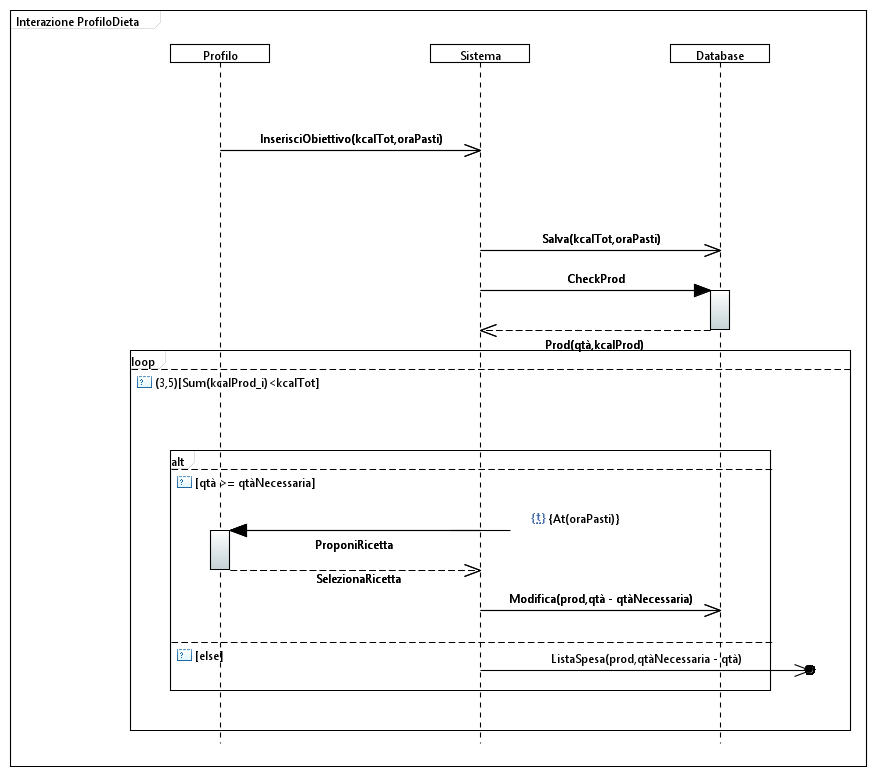 Interazione ProfiloDieta
Profilo Sistema Database
InserisciObiettivo(kcalTot,oraPasti)
Salva(kcalTot,oraPasti)
CheckProd
Prod(qtà,kcalProd)
loop
(3,5)[Sum(kcalProd_i)<kcalTot]
alt
[qtà >= qtàNecessaria]
{t} {At(oraPasti)}
ProponiRicetta
SelezionaRicetta
Modifica(prod,qtà - qtàNecessaria)
[else]
ListaSpesa(prod,qtàNecessaria - qtà)